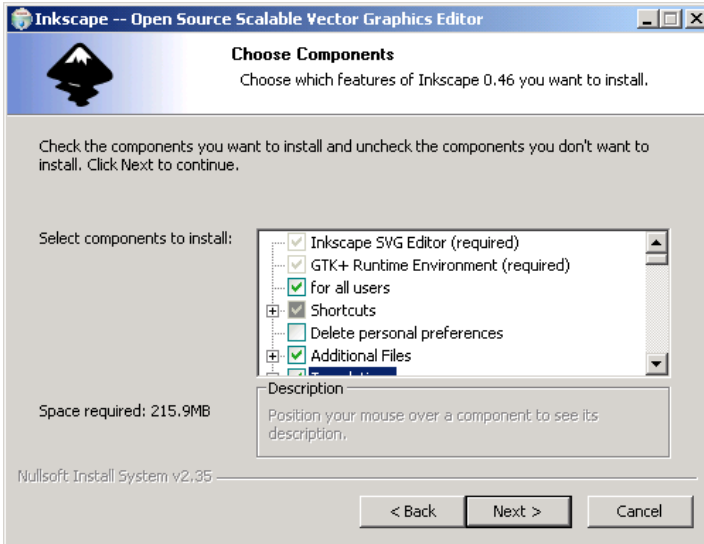 Inkscape -- Open Source Scalable Vector Graphics Editor
Choose Components
Choose which features of Inkscape 0.46 you want to install.
Check the components you want to install and uncheck the components you don't want to
install. Click Next to continue.
Select components to install:
Inkscape SVG Editor (required)
GTK+ Runtime Environment (required)
for all users
Shortcuts
Delete personal preferences
Additional Files
Space required: 215.9MB
Description
Position your mouse over a component to see its
description.
Nullsoft Install System v2.35
< Back
Next >
Cancel